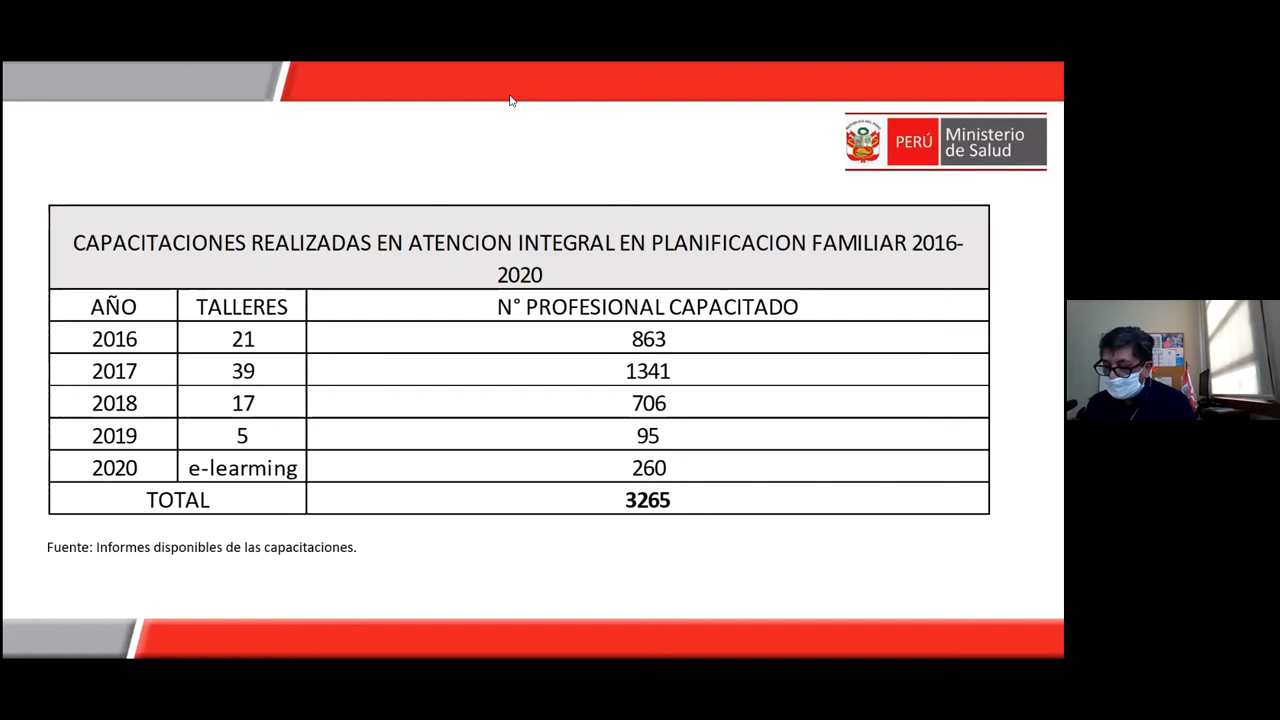 PERÚ
Ministerio
de Salud
CAPACITACIONES REALIZADAS EN ATENCION INTEGRAL EN PLANIFICACION FAMILIAR 2016-
2020
AÑO TALLERES N° PROFESIONAL CAPACITADO
2016 21 863
2017 39 1341
2018 17 706
2019 5 95
2020 e-learming 260
TOTAL 3265
Fuente: Informes disponibles de las capacitaciones.